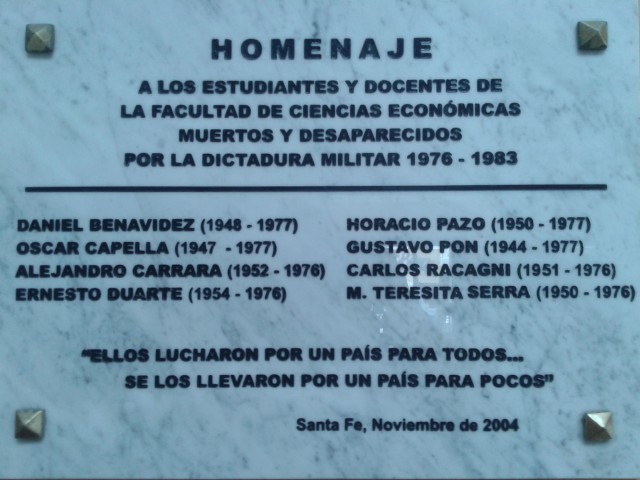 HOMENAJE
A LOS ESTUDIANTES Y DOCENTES DE
LA FACULTAD DE CIENCIAS ECONÓMICAS
MUERTOS Y DESAPARECIDOS
POR LA DICTADURA MILITAR 1976 - 1983
DANIEL BENAVIDEZ (1948 - 1977)
OSCAR CAPELLA (1947 - 1977)
ALEJANDRO CARRARA (1952 - 1976)
ERNESTO DUARTE (1954 - 1976)
HORACIO PAZO (1950 - 1977)
GUSTAVO PON (1944 - 1977)
CARLOS RACAGNI (1951 - 1976)
M. TERESITA SERRA (1950 - 1976)
“ELLOS LUCHARON POR UN PAÍS PARA TODOS...
SE LOS LLEVARON POR UN PAÍS PARA POCOS”
Santa Fe, Noviembre de 2004